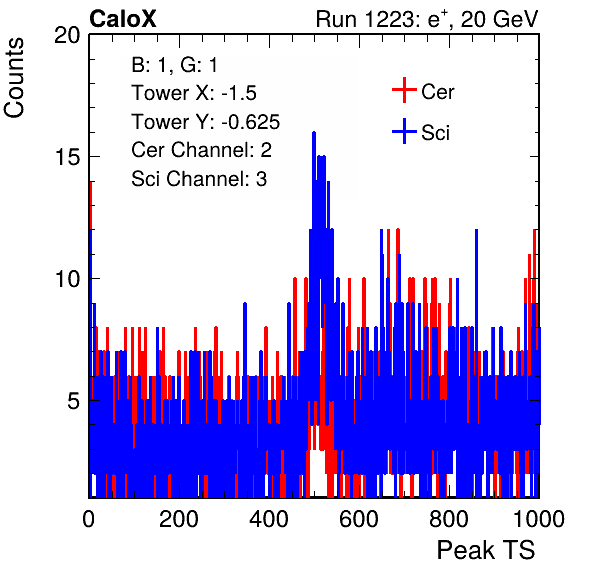 CaloX Run 1223: e+, 20 GeV
Counts
20
15
10
5
B: 1, G: 1
Tower X: -1.5
Tower Y: -0.625
Cer Channel: 2
Sci Channel: 3
Cer
Sci
0 200 400 600 800 1000
Peak TS